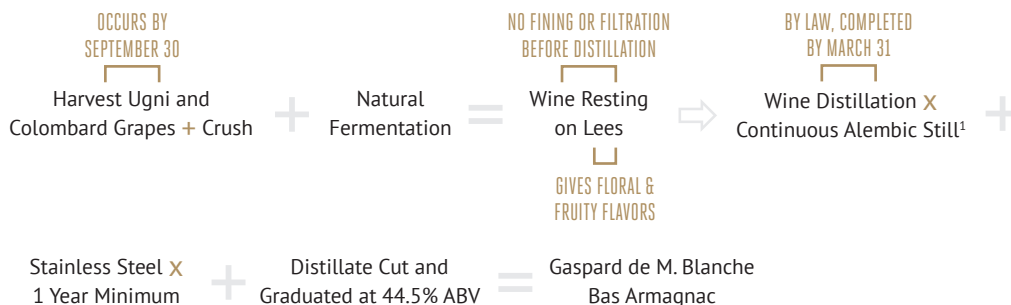 OCCURS BY
SEPTEMBER 30
NO FINING OR FILTRATION
BEFORE DISTILLATION
BY LAW, COMPLETED
BY MARCH 31
Harvest Ugni and
Colombard Grapes + Crush
+
Natural
Fermentation
=
Wine Resting
on Lees
⇨
Wine Distillation x
Continuous Alembic Still¹
+
GIVES FLORAL &
FRUITY FLAVORS
Stainless Steel x
1 Year Minimum
+
Distillate Cut and
Graduated at 44.5% ABV
=
Gaspard de M. Blanche
Bas Armagnac